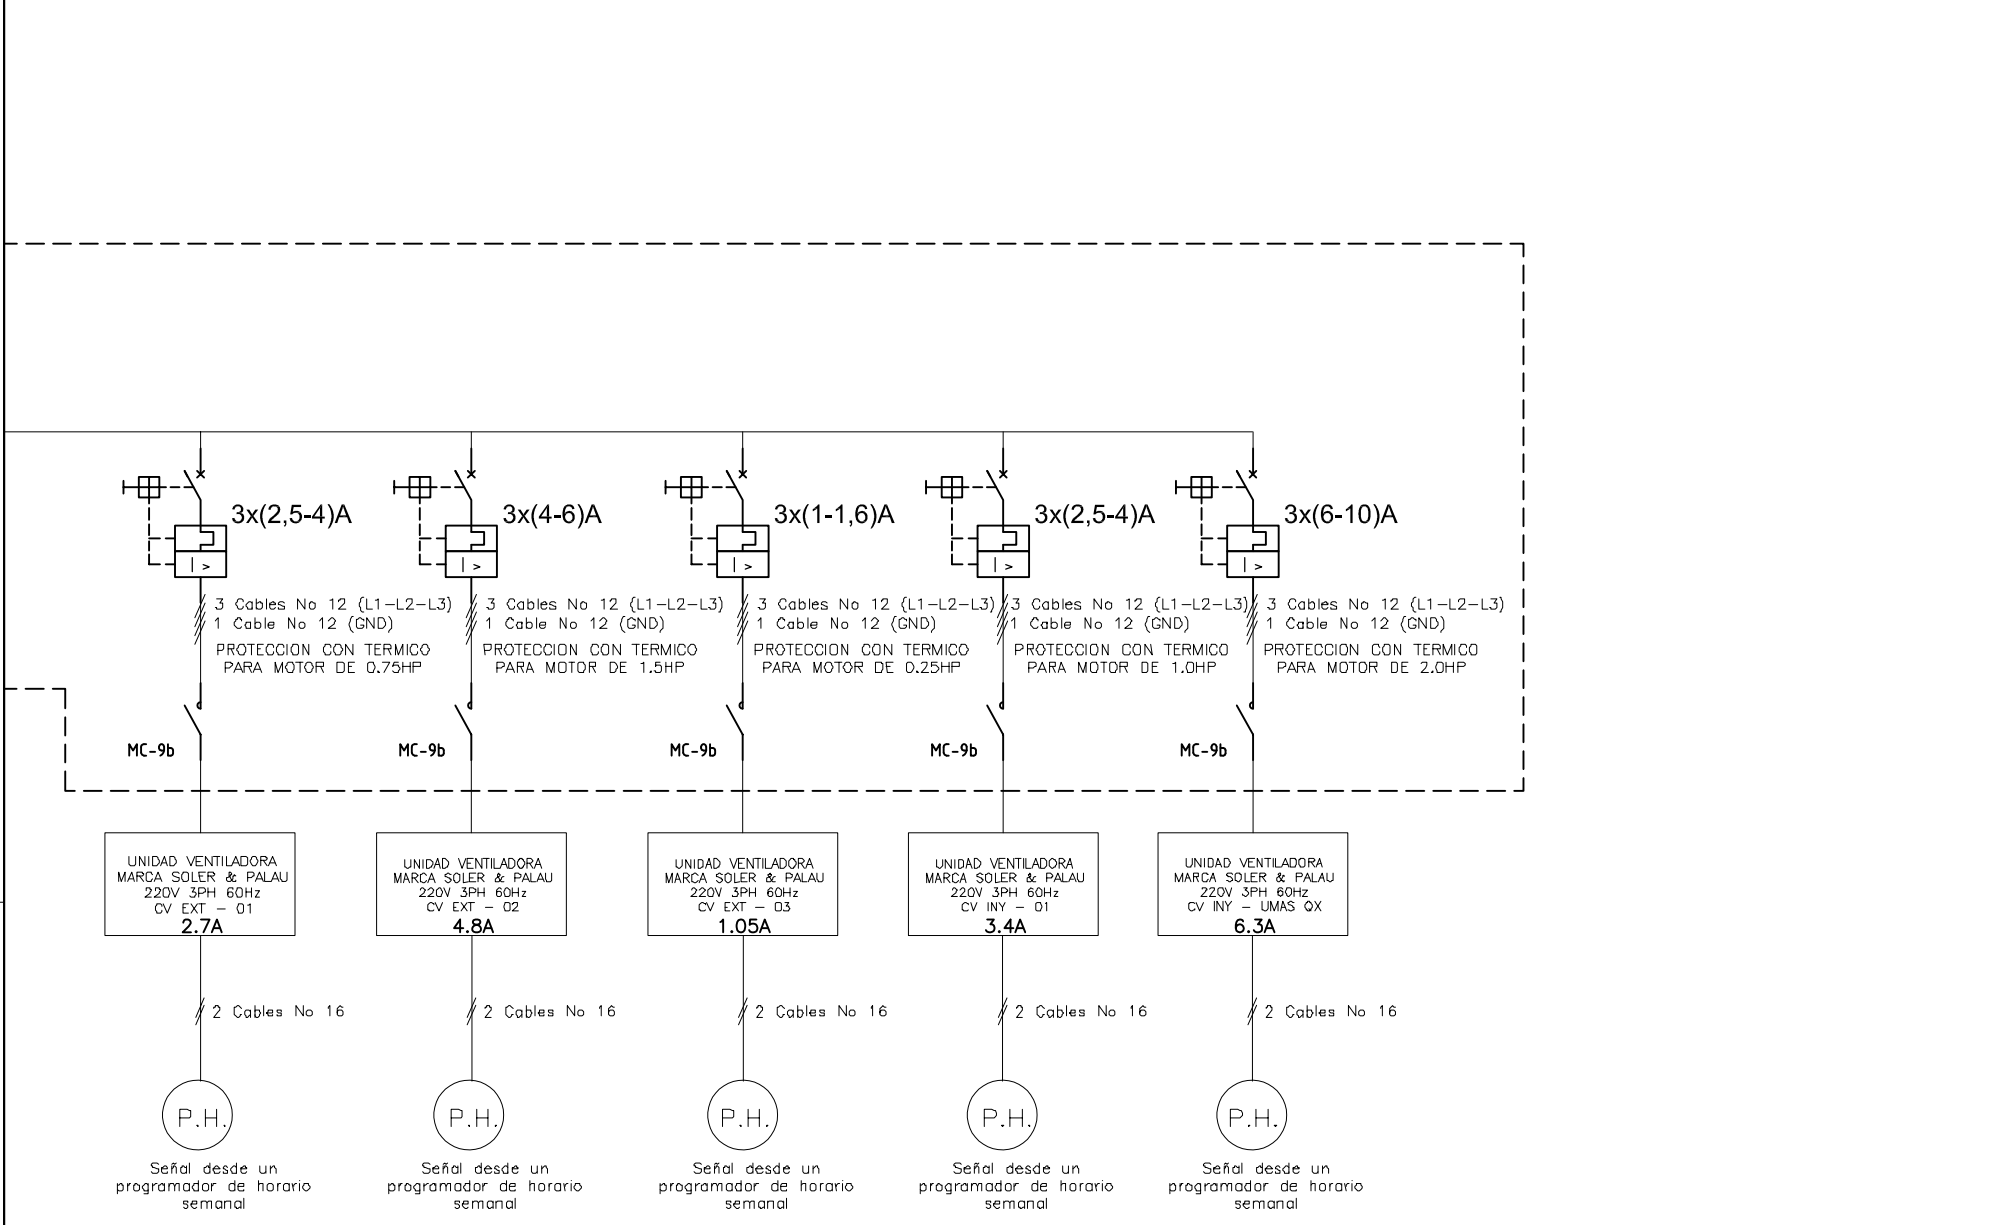 3x(2,5-4)A
3 Cables No 12 (L1-L2-L3)
1 Cable No 12 (GND)
PROTECCION CON TERMICO
PARA MOTOR DE 0.75HP
MC-9b
UNIDAD VENTILADORA
MARCA SOLER & PALAU
220V 3PH 60Hz
CV EXT - 01
2.7A
2 Cables No 16
P.H.
Señal desde un
programador de horario
semanal
3x(4-6)A
3 Cables No 12 (L1-L2-L3)
1 Cable No 12 (GND)
PROTECCION CON TERMICO
PARA MOTOR DE 1.5HP
MC-9b
UNIDAD VENTILADORA
MARCA SOLER & PALAU
220V 3PH 60Hz
CV EXT - 02
4.8A
2 Cables No 16
P.H.
Señal desde un
programador de horario
semanal
3x(1-1,6)A
3 Cables No 12 (L1-L2-L3)
1 Cable No 12 (GND)
PROTECCION CON TERMICO
PARA MOTOR DE 0.25HP
MC-9b
UNIDAD VENTILADORA
MARCA SOLER & PALAU
220V 3PH 60Hz
CV EXT - 03
1.05A
2 Cables No 16
P.H.
Señal desde un
programador de horario
semanal
3x(2,5-4)A
3 Cables No 12 (L1-L2-L3)
1 Cable No 12 (GND)
PROTECCION CON TERMICO
PARA MOTOR DE 1.0HP
MC-9b
UNIDAD VENTILADORA
MARCA SOLER & PALAU
220V 3PH 60Hz
CV INY - 01
3.4A
2 Cables No 16
P.H.
Señal desde un
programador de horario
semanal
3x(6-10)A
3 Cables No 12 (L1-L2-L3)
1 Cable No 12 (GND)
PROTECCION CON TERMICO
PARA MOTOR DE 2.0HP
MC-9b
UNIDAD VENTILADORA
MARCA SOLER & PALAU
220V 3PH 60Hz
CV INY - UMAS QX
6.3A
2 Cables No 16
P.H.
Señal desde un
programador de horario
semanal
I >
I >
I >
I >
I >